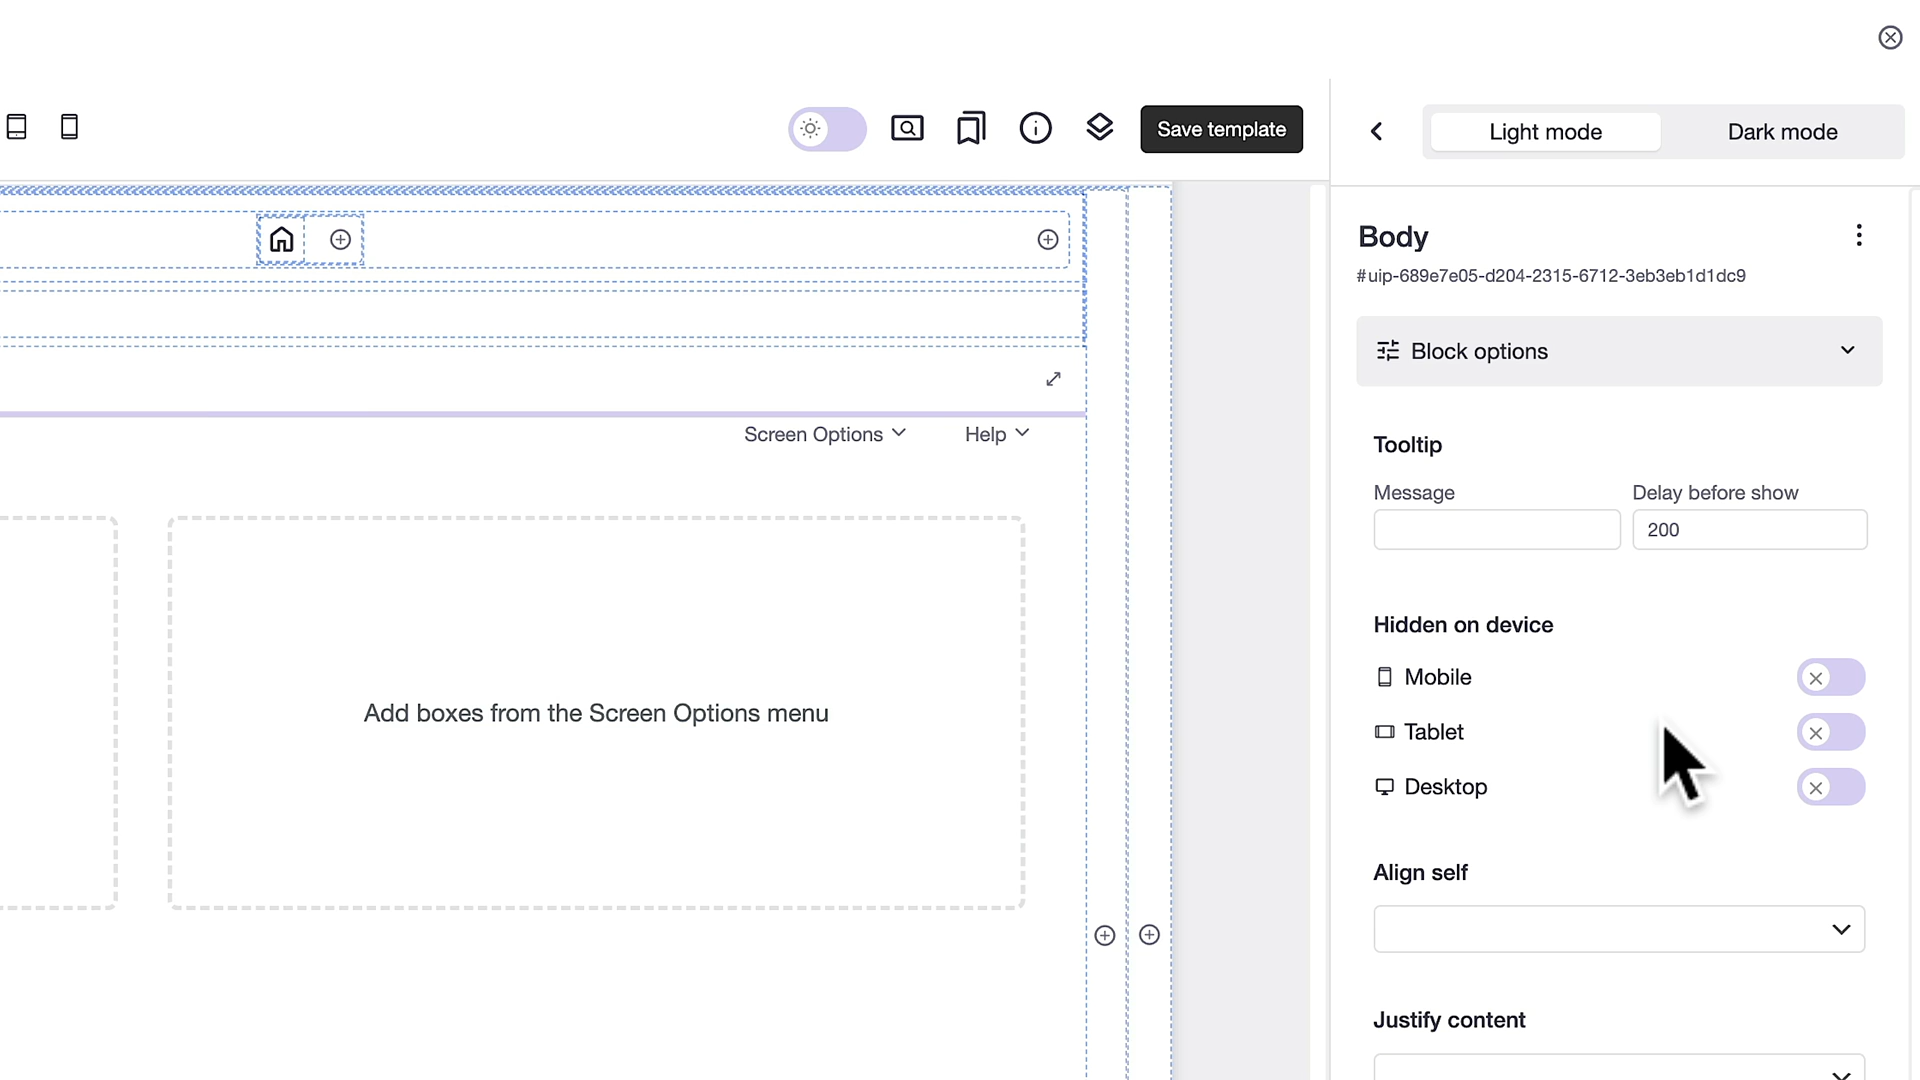 Save template
Light mode
Dark mode
Body
#uip-689e7e05-d204-2315-6712-3eb3eb1d1dc9
Block options
Screen Options
Help
Tooltip
Message
Delay before show
200
Hidden on device
Mobile
Add boxes from the Screen Options menu
Tablet
Desktop
Align self
Justify content